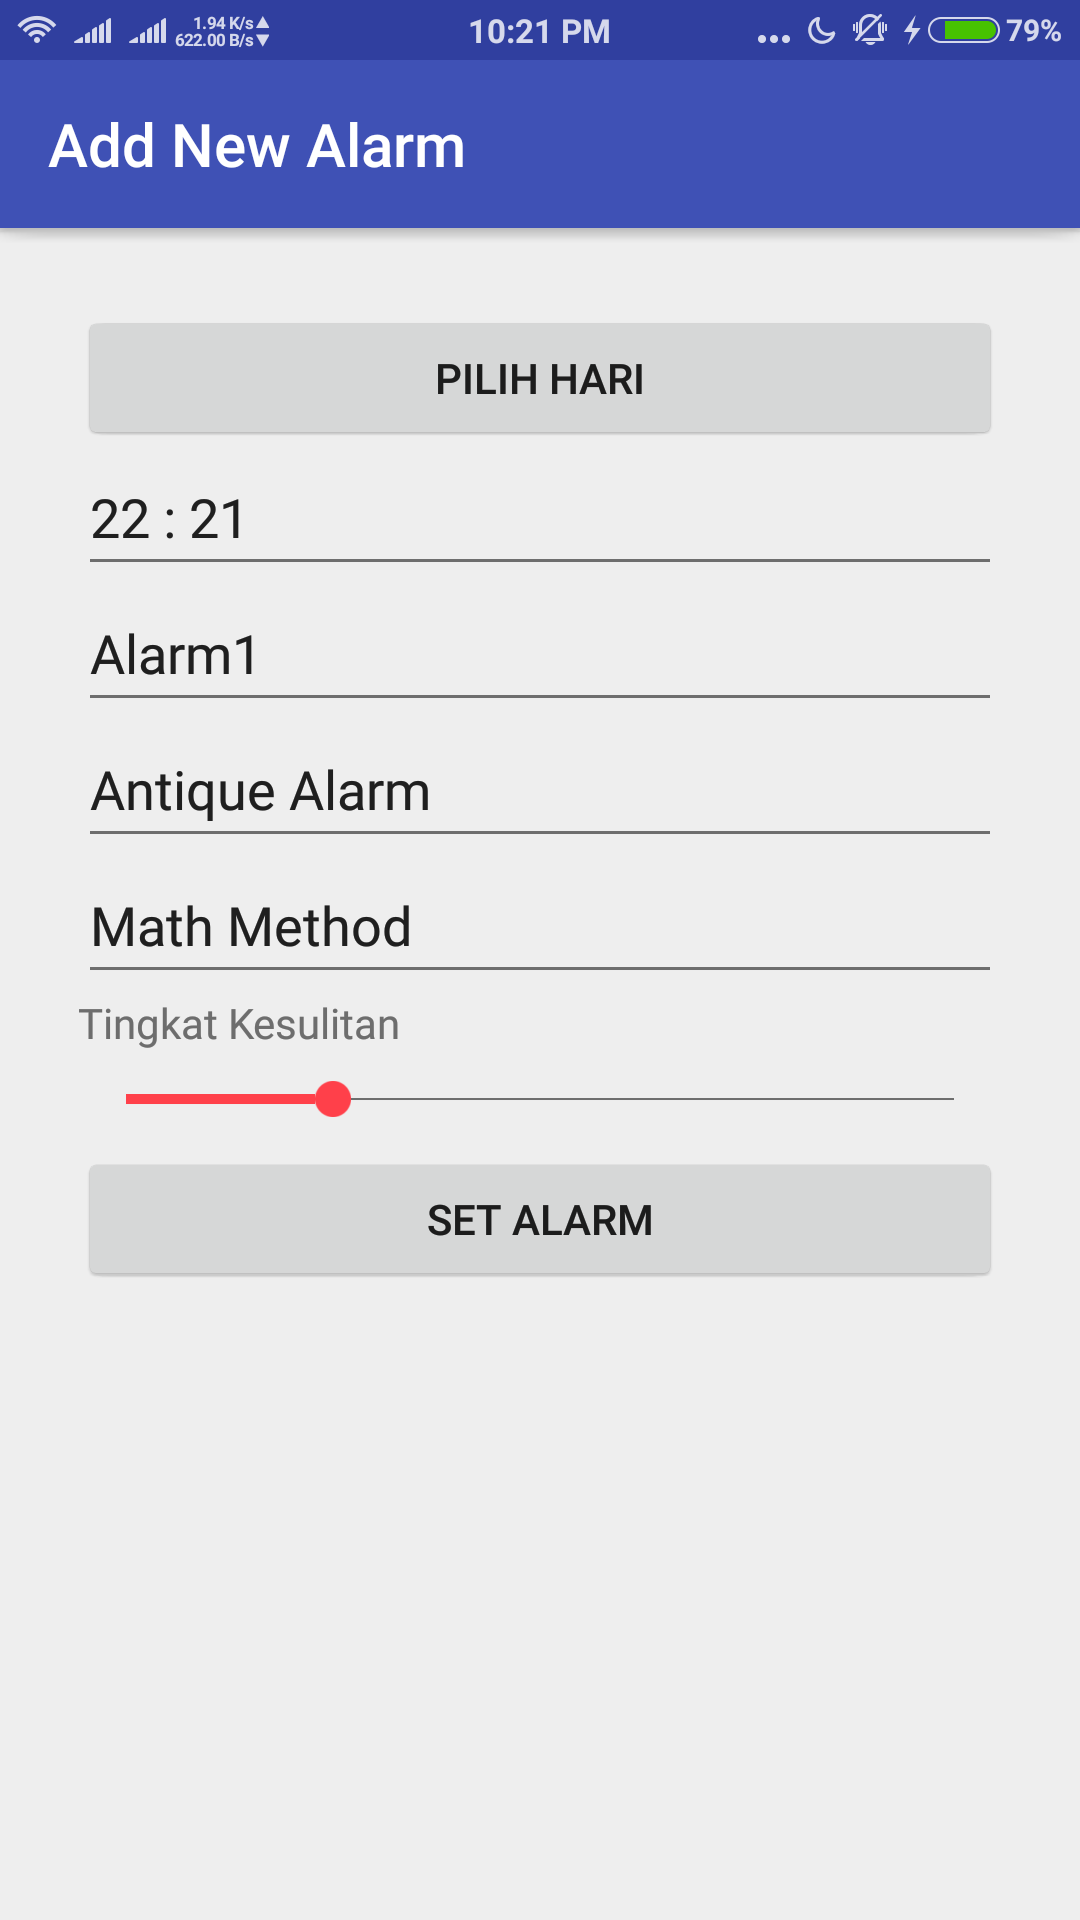 1.94 K/s
622.00 B/s
10:21 PM
79%
Add New Alarm
PILIH HARI
22 : 21
Alarm1
Antique Alarm
Math Method
Tingkat Kesulitan
SET ALARM